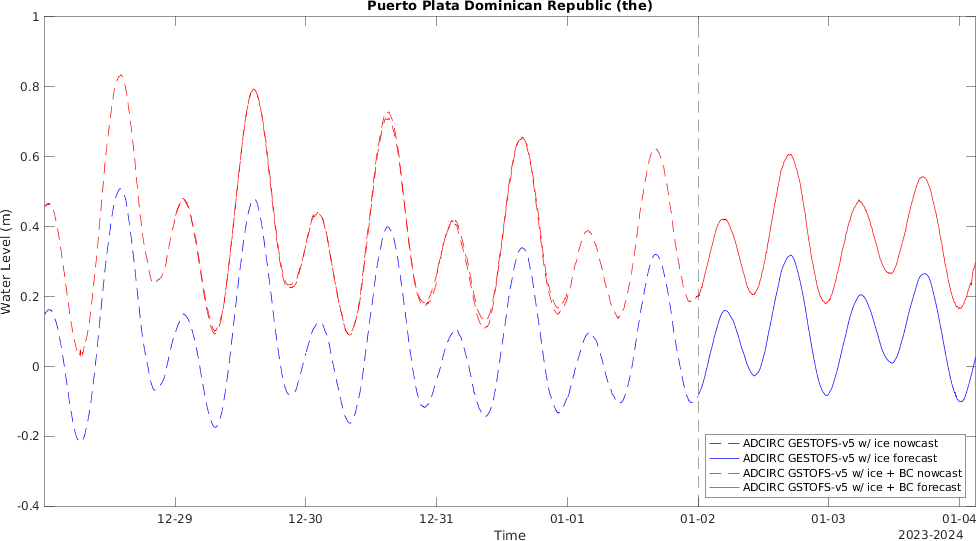 Puerto Plata Dominican Republic (the)
1
0.8
0.6
0.4
0.2
0
-0.2
-0.4
Water Level (m)
12-29
12-30
12-31
01-01
01-02
01-03
01-04
Time
2023-2024
ADCIRC GESTOFS-v5 w/ ice nowcast
ADCIRC GESTOFS-v5 w/ ice forecast
ADCIRC GSTOFS-v5 w/ ice + BC nowcast
ADCIRC GSTOFS-v5 w/ ice + BC forecast